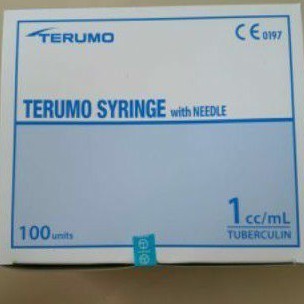 TERUMO
CE 0197
TERUMO SYRINGE with NEEDLE
100 units
1 cc/mL
TUBERCULIN